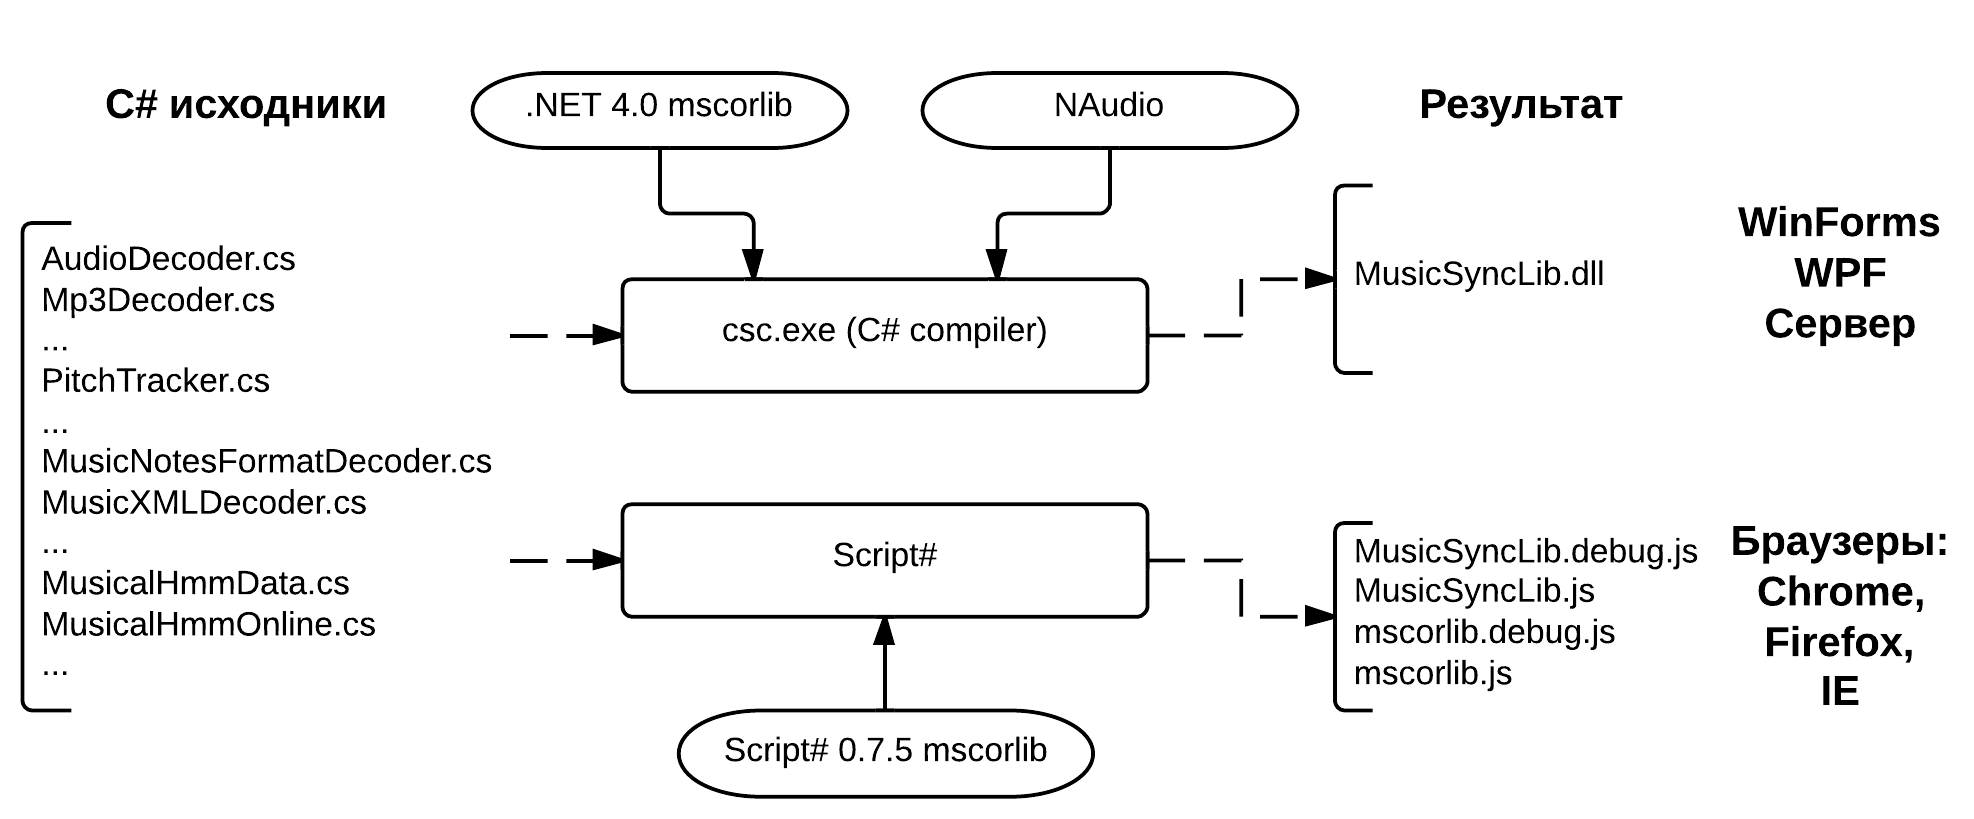 C# исходники
.NET 4.0 mscorlib
NAudio
Результат
AudioDecoder.cs
Mp3Decoder.cs
...
PitchTracker.cs
...
MusicNotesFormatDecoder.cs
MusicXMLDecoder.cs
...
MusicalHmmData.cs
MusicalHmmOnline.cs
...
csc.exe (C# compiler)
MusicSyncLib.dll
WinForms
WPF
Сервер
Script#
Script# 0.7.5 mscorlib
MusicSyncLib.debug.js
MusicSyncLib.js
mscorlib.debug.js
mscorlib.js
Браузеры:
Chrome,
Firefox,
IE